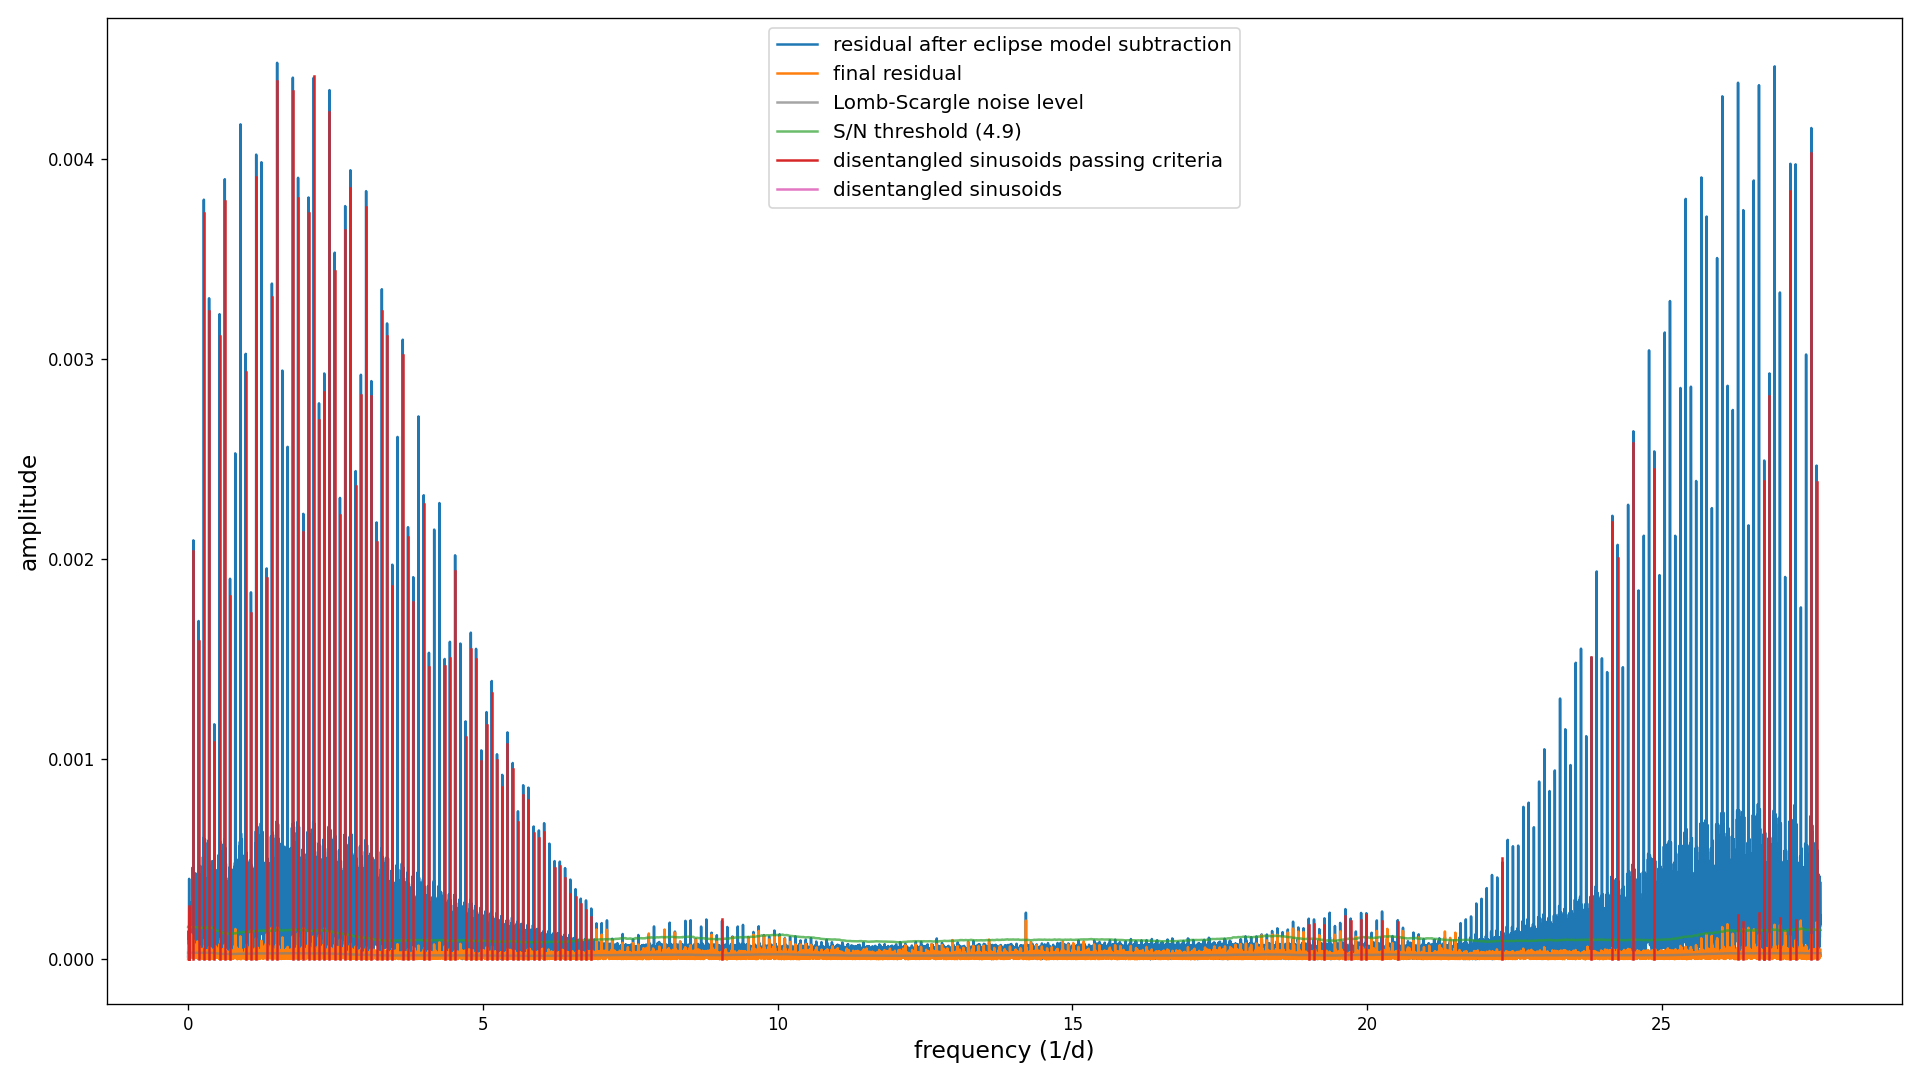 residual after eclipse model subtraction
final residual
Lomb-Scargle noise level
S/N threshold (4.9)
disentangled sinusoids passing criteria
disentangled sinusoids
amplitude
0.004
0.003
0.002
0.001
0.000
0 5 10 15 20 25
frequency (1/d)